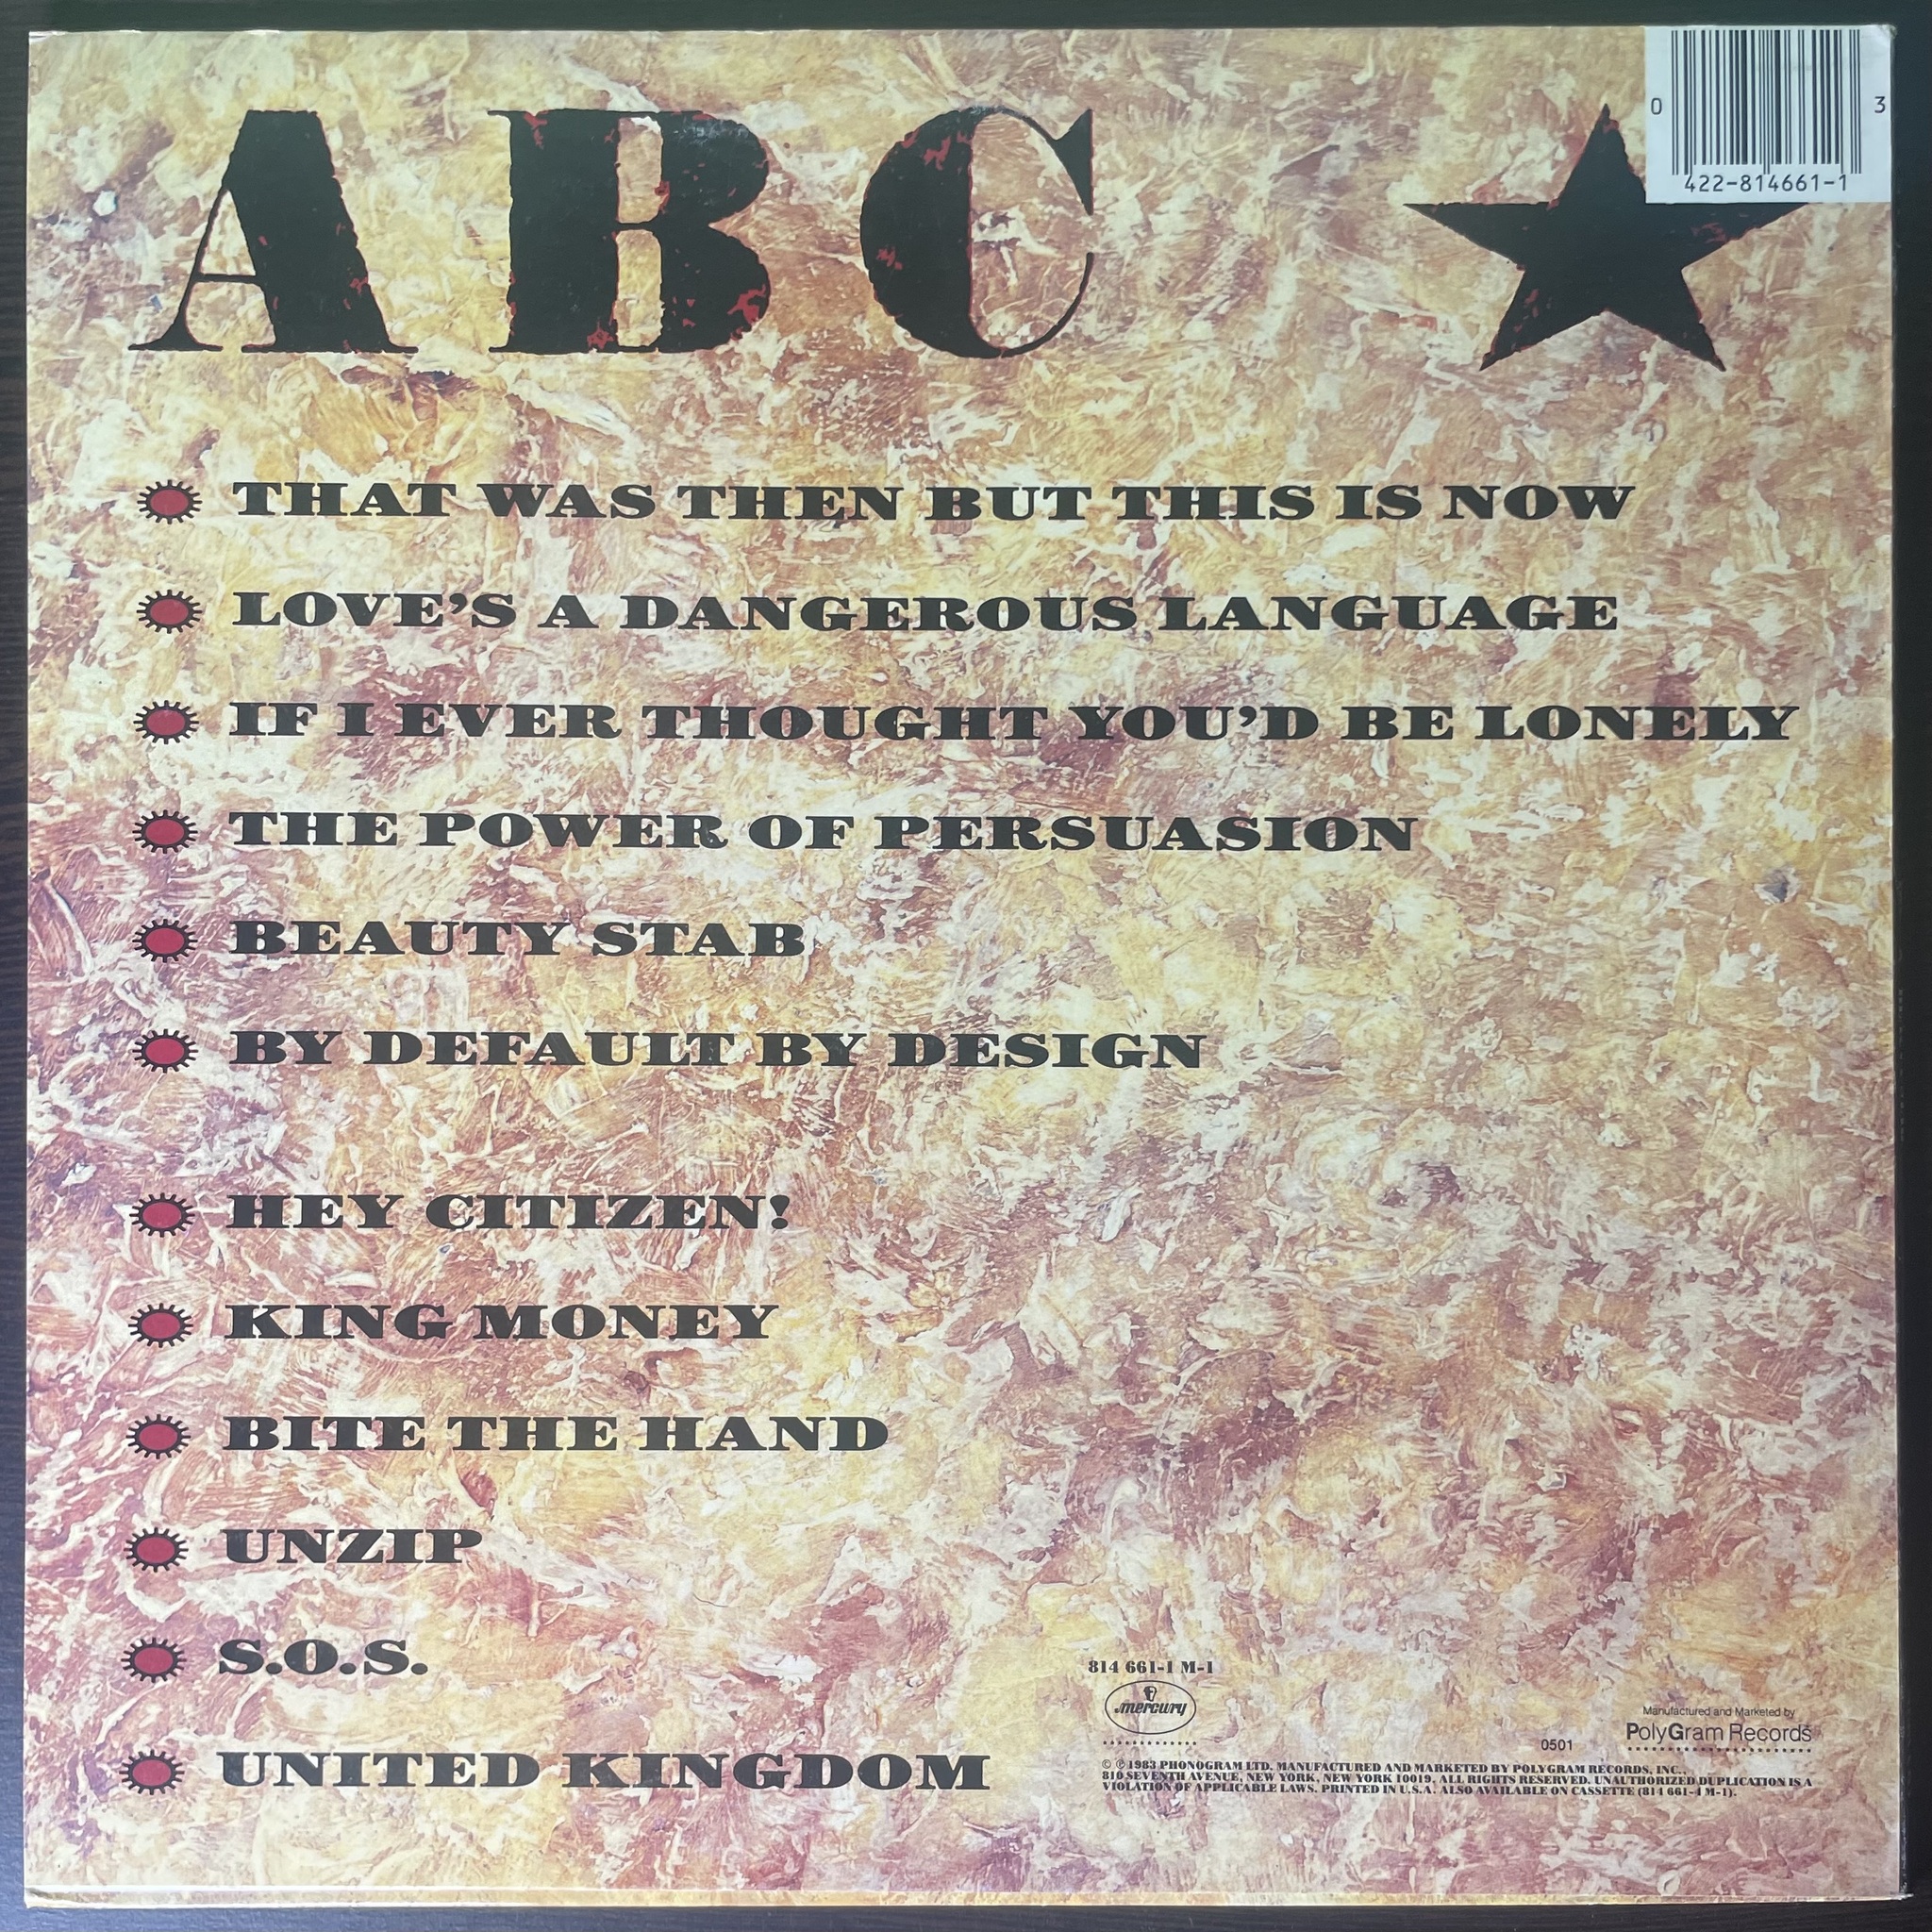 ABC
0 3
422-814661-1
THAT WAS THEN BUT THIS IS NOW
LOVE'S A DANGEROUS LANGUAGE
IF I EVER THOUGHT YOU'D BE LONELY
THE POWER OF PERSUASION
BEAUTY STAB
BY DEFAULT BY DESIGN
HEY CITIZEN!
KING MONEY
BITE THE HAND
UNZIP
S.O.S.
UNITED KINGDOM
814 661-1 M-1
mercury
0501
Manufactured and Marketed by
PolyGram Records
© ℗ 1983 PHONOGRAM LTD. MANUFACTURED AND MARKETED BY POLYGRAM RECORDS, INC.,
810 SEVENTH AVENUE, NEW YORK, NEW YORK 10019. ALL RIGHTS RESERVED. UNAUTHORIZED DUPLICATION IS A
VIOLATION OF APPLICABLE LAWS. PRINTED IN U.S.A. ALSO AVAILABLE ON CASSETTE (814 661-4 M-1).